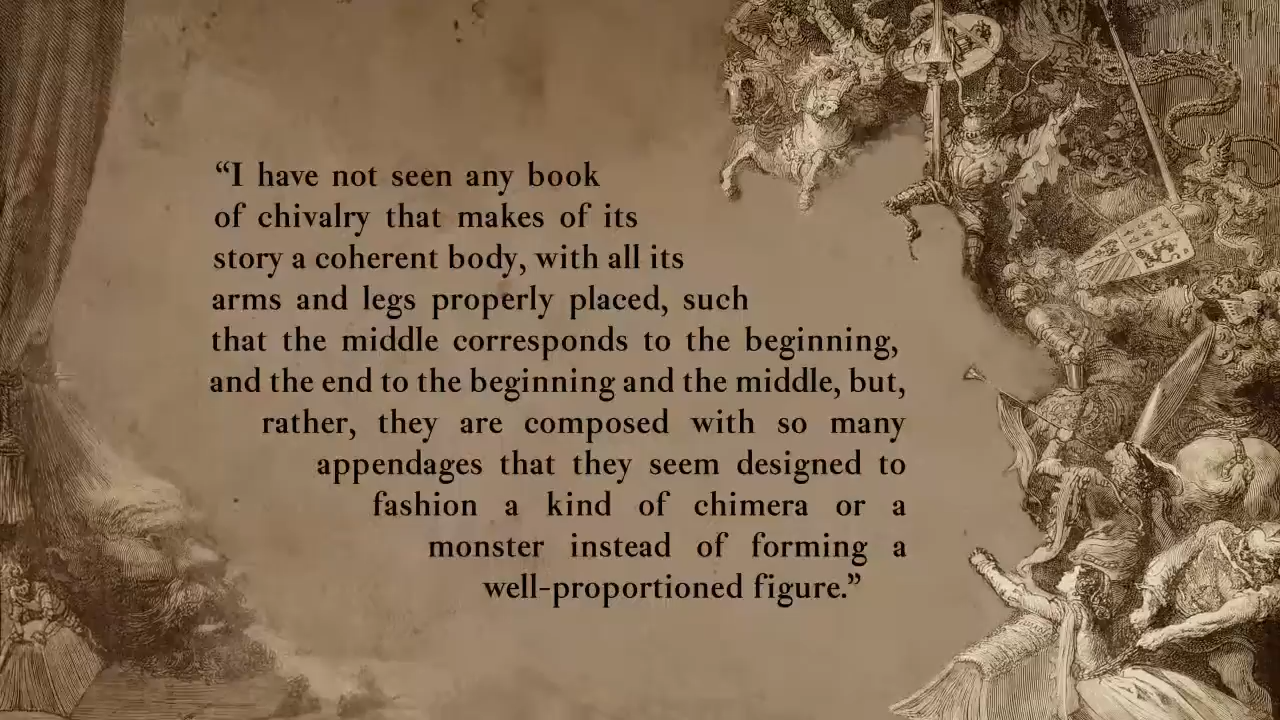 “I have not seen any book
of chivalry that makes of its
story a coherent body, with all its
arms and legs properly placed, such
that the middle corresponds to the beginning,
and the end to the beginning and the middle, but,
rather, they are composed with so many
appendages that they seem designed to
fashion a kind of chimera or a
monster instead of forming a
well-proportioned figure.”